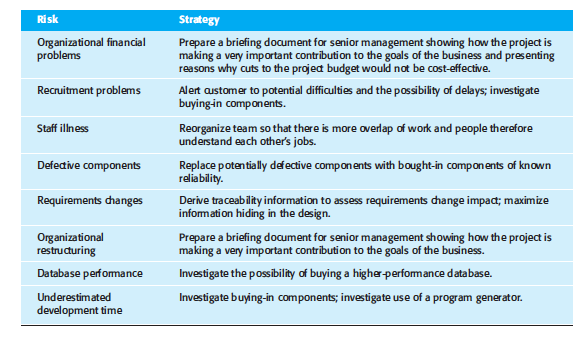 Risk Strategy
Organizational financial Prepare a briefing document for senior management showing how the project is
problems making a very important contribution to the goals of the business and presenting
reasons why cuts to the project budget would not be cost-effective.
Recruitment problems Alert customer to potential difficulties and the possibility of delays; investigate
buying-in components.
Staff illness Reorganize team so that there is more overlap of work and people therefore
understand each other's jobs.
Defective components Replace potentially defective components with bought-in components of known
reliability.
Requirements changes Derive traceability information to assess requirements change impact; maximize
information hiding in the design.
Organizational Prepare a briefing document for senior management showing how the project is
restructuring making a very important contribution to the goals of the business.
Database performance Investigate the possibility of buying a higher-performance database.
Underestimated Investigate buying-in components; investigate use of a program generator.
development time